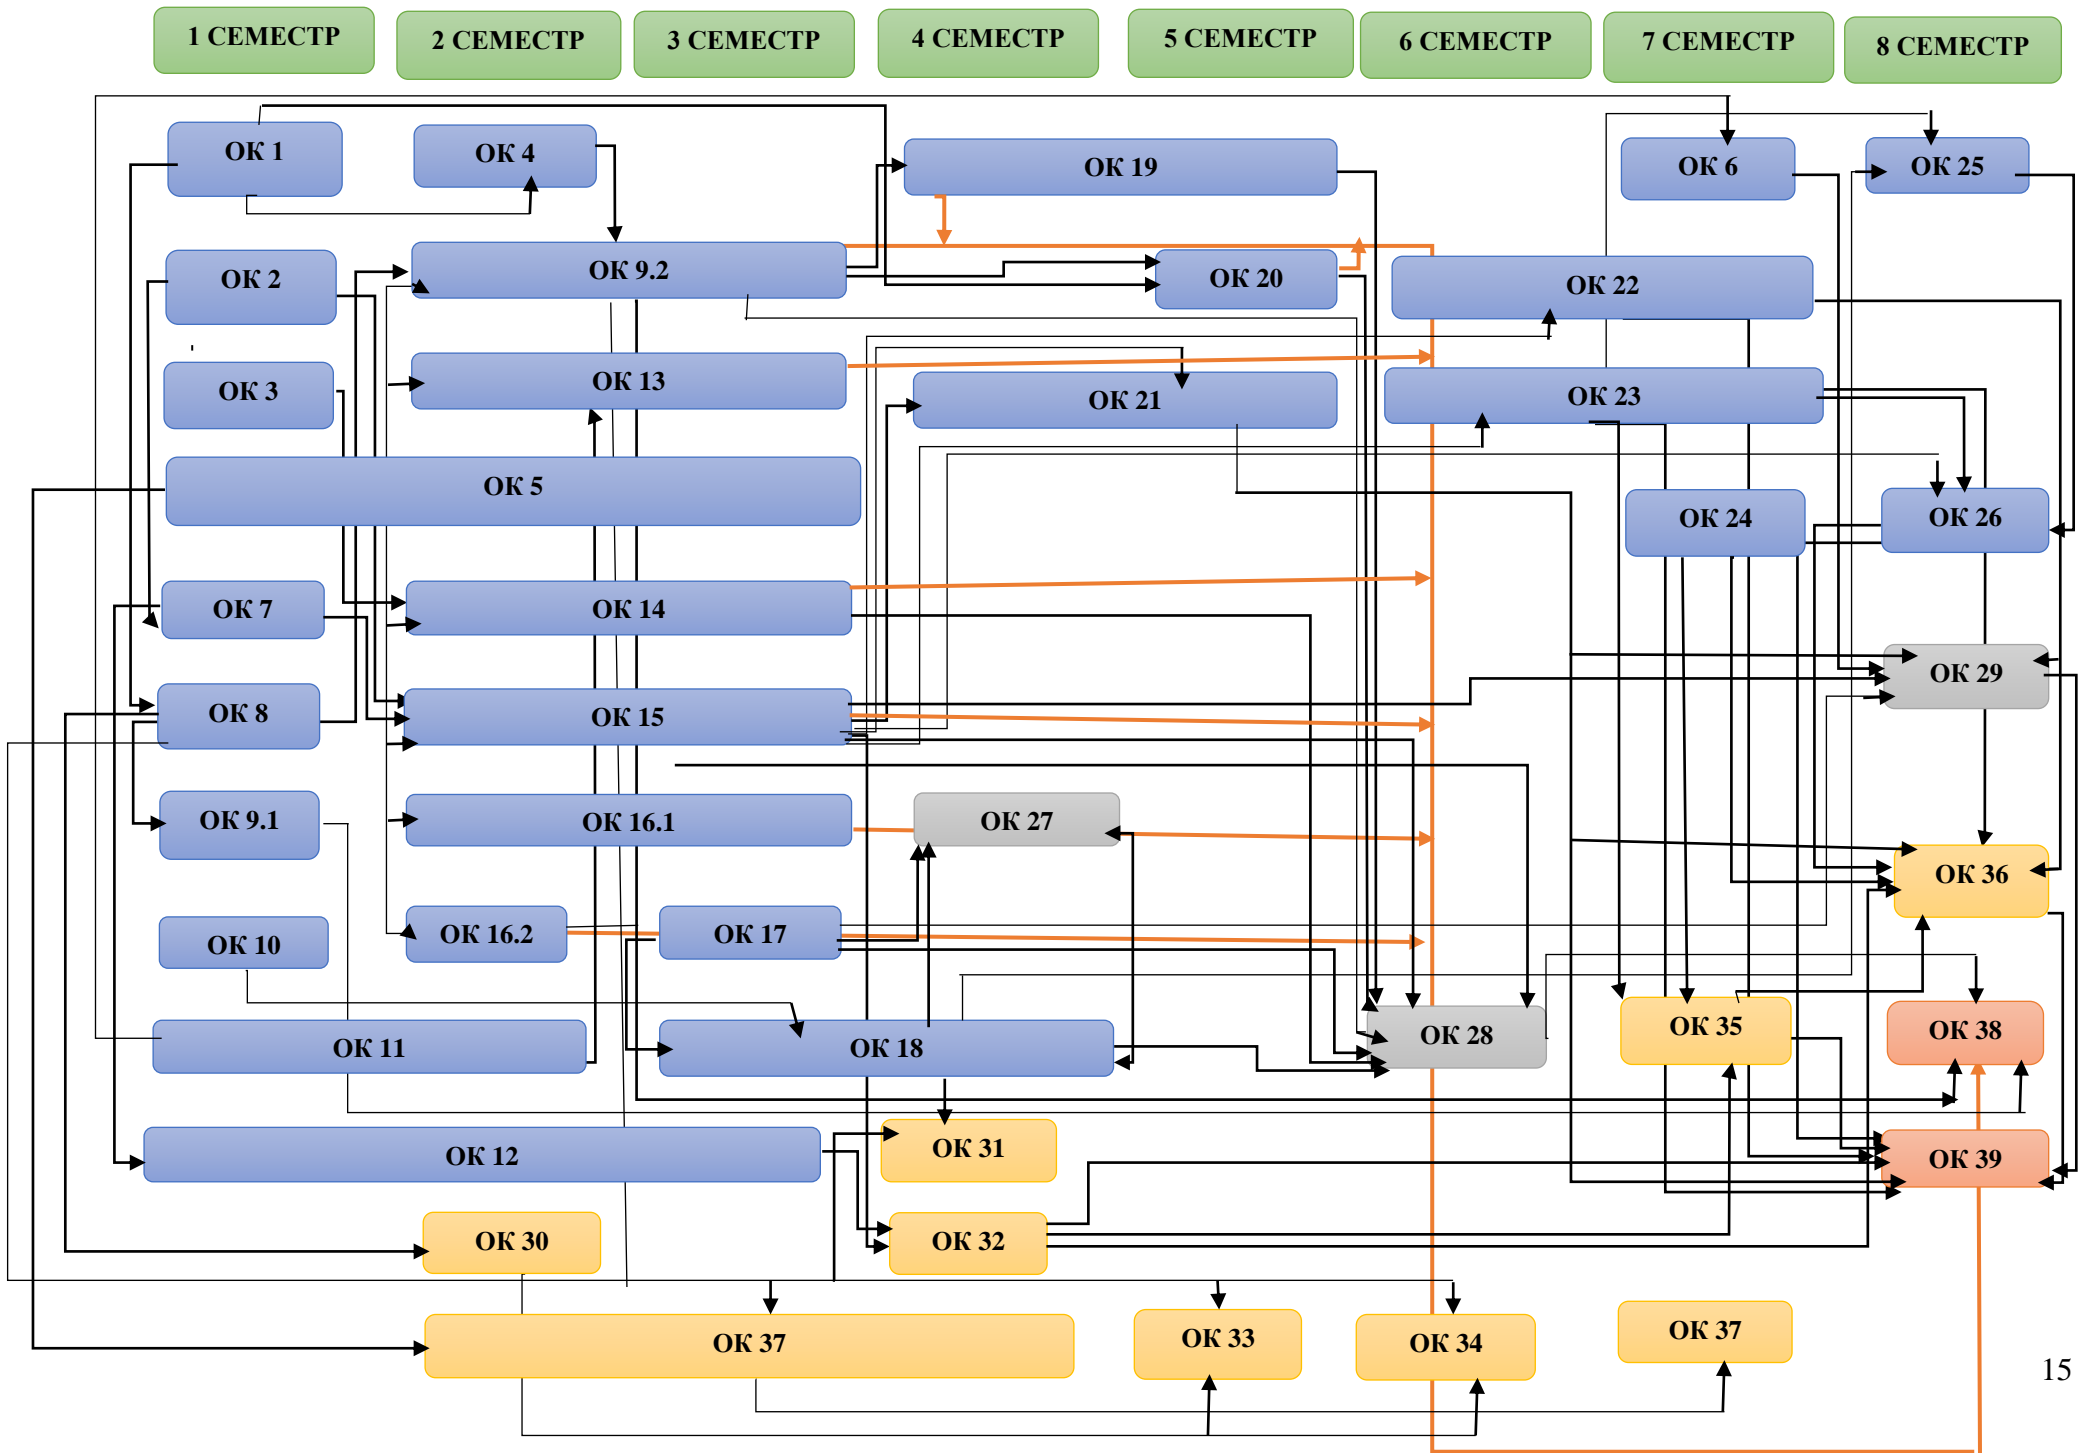 1 СЕМЕСТР 2 СЕМЕСТР 3 СЕМЕСТР 4 СЕМЕСТР 5 СЕМЕСТР 6 СЕМЕСТР 7 СЕМЕСТР 8 СЕМЕСТР
ОК 1 ОК 4 ОК 19 ОК 6 ОК 25
ОК 2 ОК 9.2 ОК 20 ОК 22
ОК 3 ОК 13 ОК 21 ОК 23
ОК 5 ОК 24 ОК 26
ОК 7 ОК 14
ОК 8 ОК 15 ОК 29
ОК 9.1 ОК 16.1 ОК 27
ОК 36
ОК 10 ОК 16.2 ОК 17
ОК 11 ОК 18 ОК 28 ОК 35 ОК 38
ОК 12 ОК 31 ОК 39
ОК 30 ОК 32
ОК 37 ОК 33 ОК 34 ОК 37
15